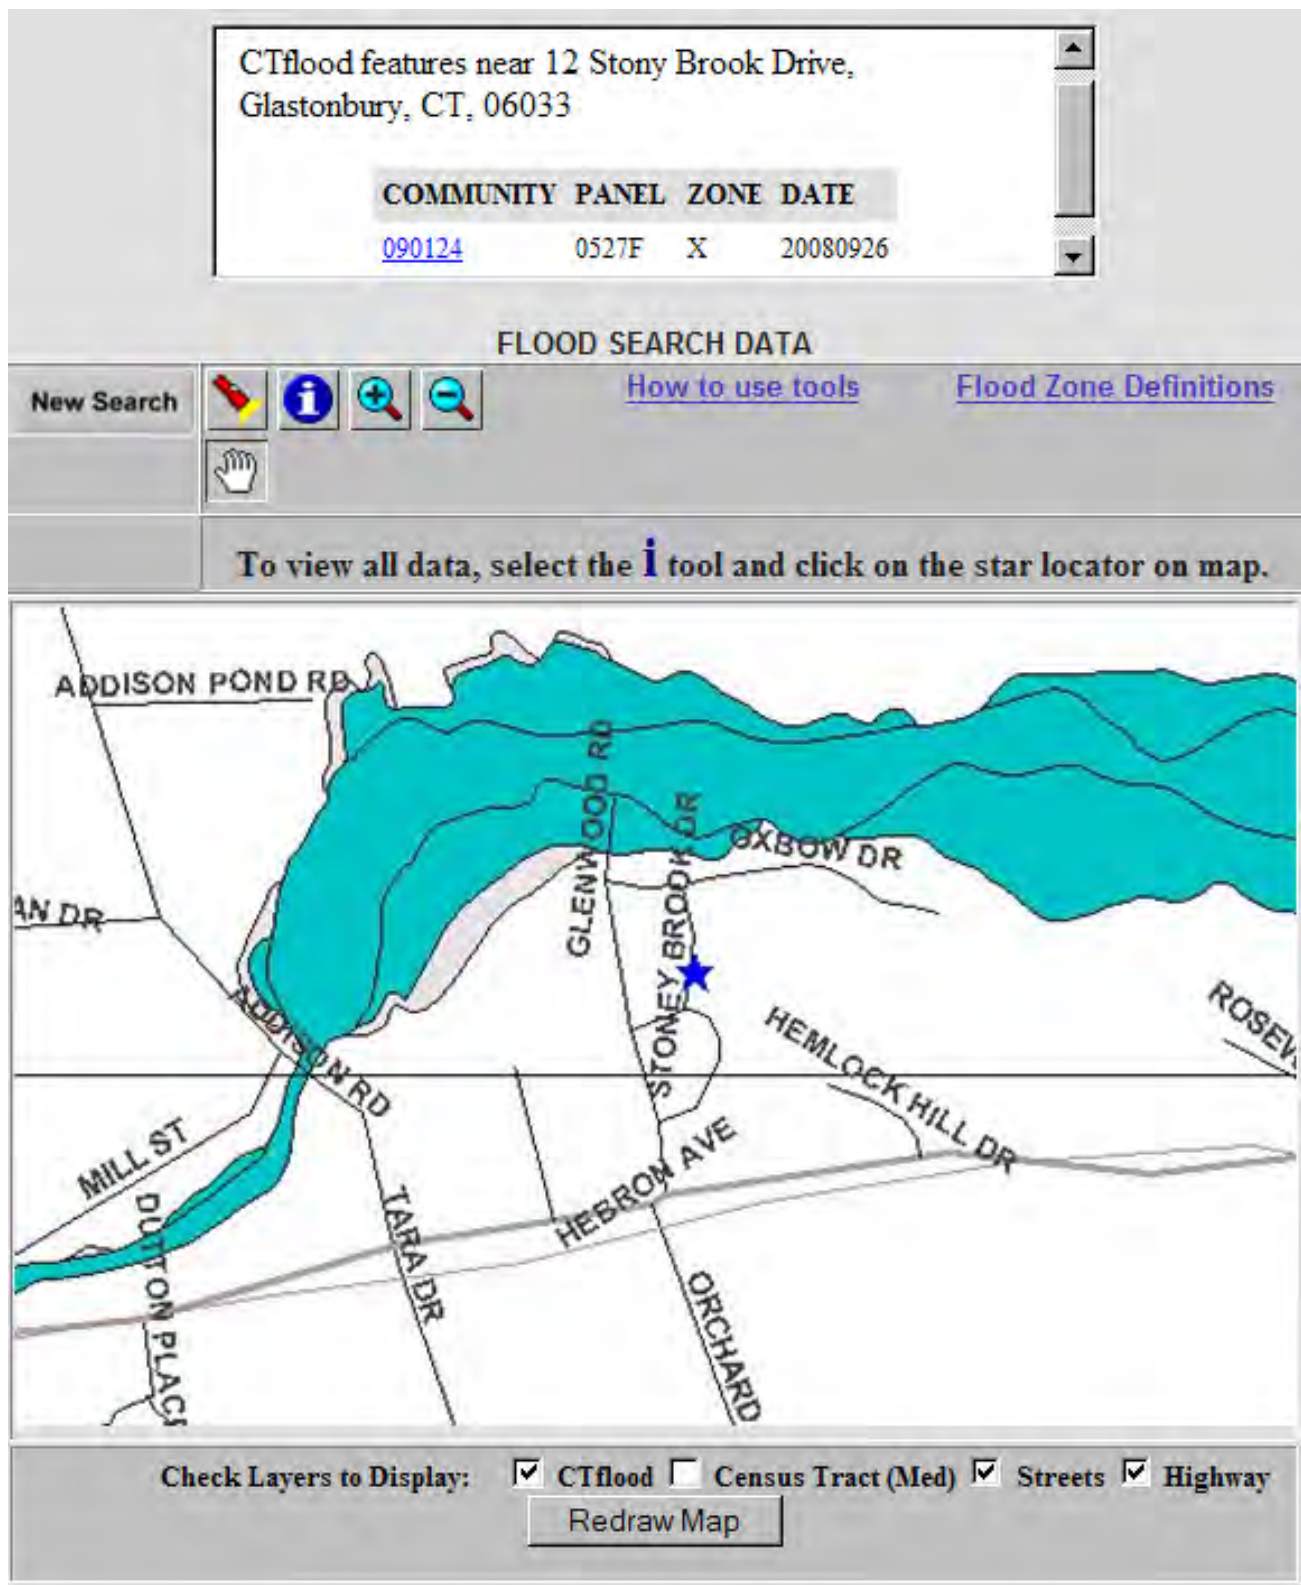 CTflood features near 12 Stony Brook Drive,
Glastonbury, CT, 06033
COMMUNITY PANEL ZONE DATE
090124 0527F X 20080926
FLOOD SEARCH DATA
New Search
How to use tools
Flood Zone Definitions
To view all data, select the i tool and click on the star locator on map.
ADDISON POND RD
GLENWOOD RD
STONEY BROOK DR
OXBOW DR
AN DR
ADDISON RD
HEMLOCK HILL DR
ROSEW
MILL ST
HEBRON AVE
DUTTON PLACE
TARA DR
ORCHARD
Check Layers to Display: CTflood Census Tract (Med) Streets Highway
Redraw Map